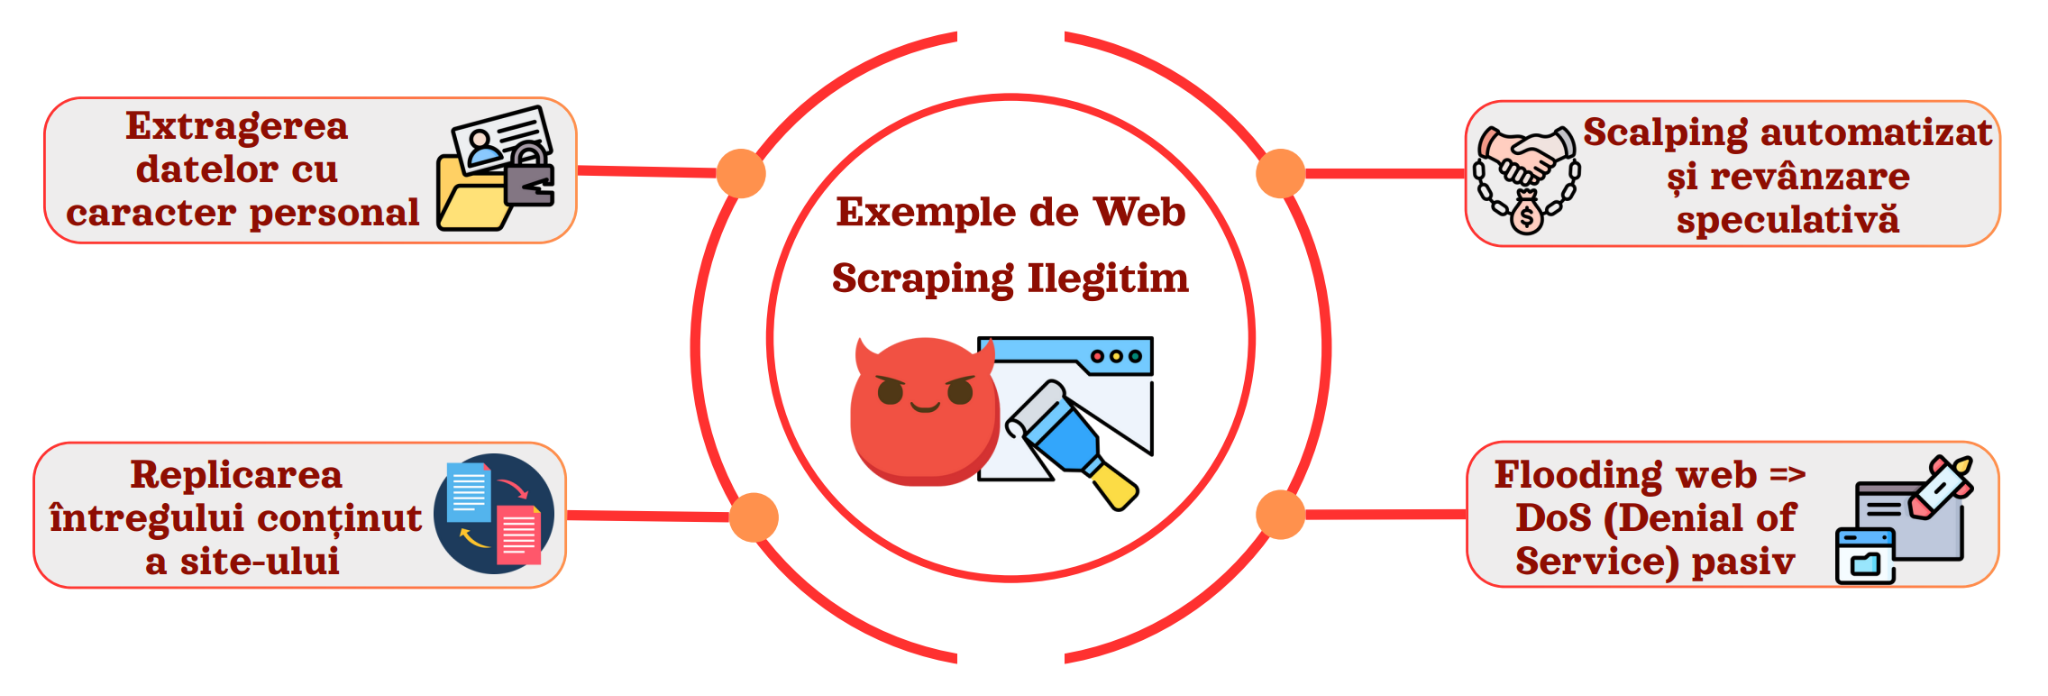 Exemple de Web
Scraping Ilegitim
Extragerea
datelor cu
caracter personal
Replicarea
întregului conținut
a site-ului
Scalping automatizat
și revânzare
speculativă
Flooding web =>
DoS (Denial of
Service) pasiv
$